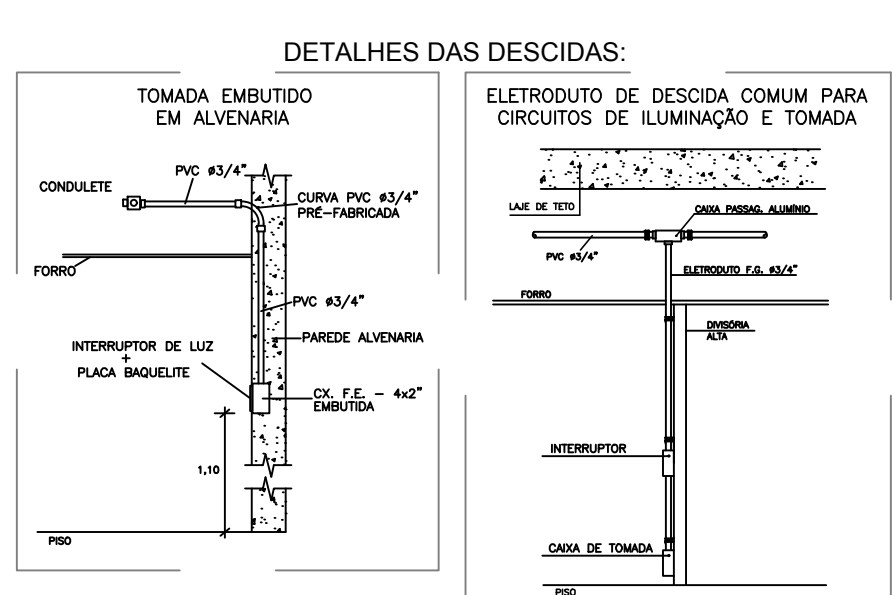 DETALHES DAS DESCIDAS:
TOMADA EMBUTIDO
EM ALVENARIA
PVC ø3/4"
CONDULETE
CURVA PVC ø3/4"
PRÉ-FABRICADA
FORRO
PVC ø3/4"
PAREDE ALVENARIA
INTERRUPTOR DE LUZ
+
PLACA BAQUELITE
CX. F.E. - 4x2"
EMBUTIDA
1,10
PISO
ELETRODUTO DE DESCIDA COMUM PARA
CIRCUITOS DE ILUMINAÇÃO E TOMADA
LAJE DE TETO
CAIXA PASSAG. ALUMÍNIO
PVC ø3/4"
ELETRODUTO F.G. ø3/4"
FORRO
DIVISÓRIA
ALTA
INTERRUPTOR
CAIXA DE TOMADA
PISO